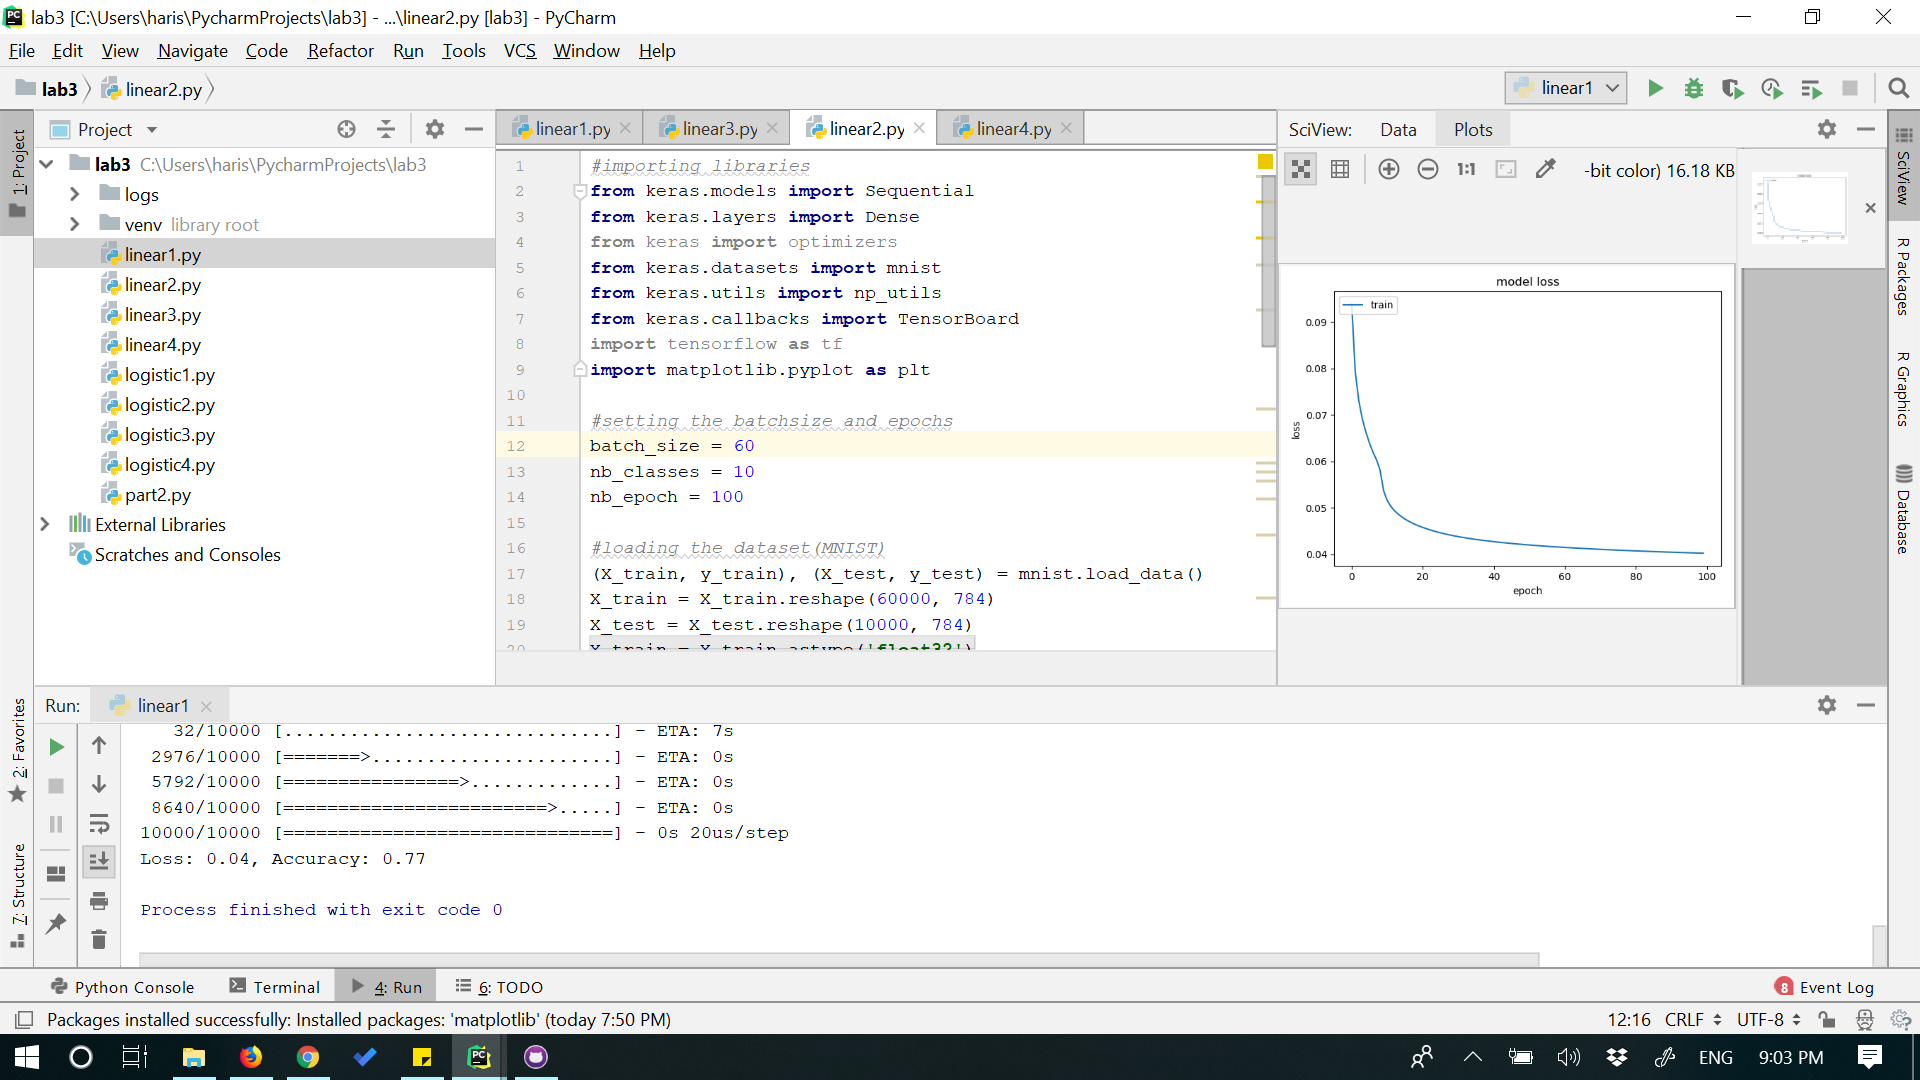 lab3 [C:\Users\haris\PycharmProjects\lab3] - ...\linear2.py [lab3] - PyCharm
File Edit View Navigate Code Refactor Run Tools VCS Window Help
lab3 linear2.py linear1
1: Project
2: Favorites
7: Structure
Project
lab3 C:\Users\haris\PycharmProjects\lab3
logs
venv library root
linear1.py
linear2.py
linear3.py
linear4.py
logistic1.py
logistic2.py
logistic3.py
logistic4.py
part2.py
External Libraries
Scratches and Consoles
linear1.py linear3.py linear2.py linear4.py
1 #importing libraries
2 from keras.models import Sequential
3 from keras.layers import Dense
4 from keras import optimizers
5 from keras.datasets import mnist
6 from keras.utils import np_utils
7 from keras.callbacks import TensorBoard
8 import tensorflow as tf
9 import matplotlib.pyplot as plt
10
11 #setting the batchsize and epochs
12 batch_size = 60
13 nb_classes = 10
14 nb_epoch = 100
15
16 #loading the dataset(MNIST)
17 (X_train, y_train), (X_test, y_test) = mnist.load_data()
18 X_train = X_train.reshape(60000, 784)
19 X_test = X_test.reshape(10000, 784)
20 X_train = X_train.astype('float32')
SciView: Data Plots
1:1 -bit color) 16.18 KB
model loss
train
0.09
0.08
0.07
0.06
0.05
0.04
loss
0 20 40 60 80 100
epoch
SciView
R Packages
R Graphics
Database
Run: linear1
32/10000 [..............................] - ETA: 7s
2976/10000 [=======>......................] - ETA: 0s
5792/10000 [================>.............] - ETA: 0s
8640/10000 [========================>.....] - ETA: 0s
10000/10000 [==============================] - 0s 20us/step
Loss: 0.04, Accuracy: 0.77
Process finished with exit code 0
Python Console Terminal 4: Run 6: TODO 8 Event Log
Packages installed successfully: Installed packages: 'matplotlib' (today 7:50 PM) 12:16 CRLF UTF-8
PC ENG 9:03 PM